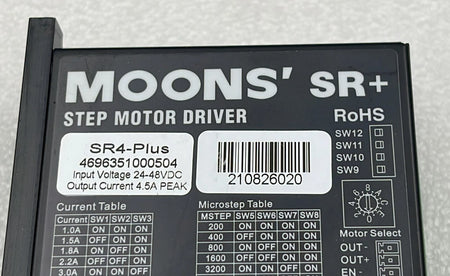 MOONS' SR+
STEP MOTOR DRIVER
RoHS
SR4-Plus
4696351000504
Input Voltage 24-48VDC
Output Current 4.5A PEAK
210826020
SW12
SW11
SW10
SW9
Current Table
Current SW1 SW2 SW3
1.0A ON ON ON
1.5A OFF ON ON
1.8A ON OFF ON
2.2A OFF OFF ON
3.0A ON ON OFF
Microstep Table
MSTEP SW5 SW6 SW7 SW8
200 ON ON ON ON
400 OFF ON ON ON
800 ON OFF ON ON
1600 OFF OFF ON ON
3200 ON ON OFF ON
Motor Select
OUT-
OUT+
EN-